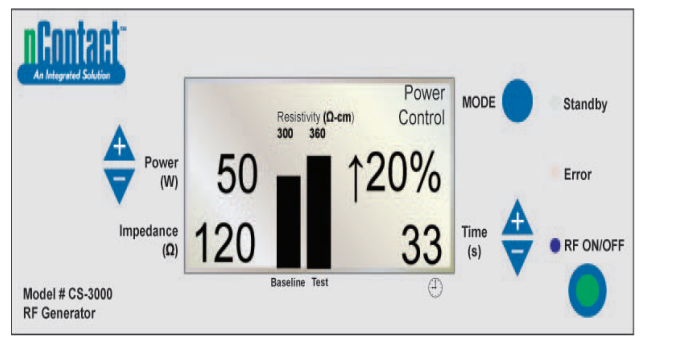 nContact™
An Integrated Solution
Power
Control
Resistivity (Ω-cm)
300 360
MODE
Standby
+
−
Power
(W)
50
↑20%
Error
Impedance
(Ω)
120
33
Time
(s)
+
−
RF ON/OFF
Baseline Test
Model # CS-3000
RF Generator